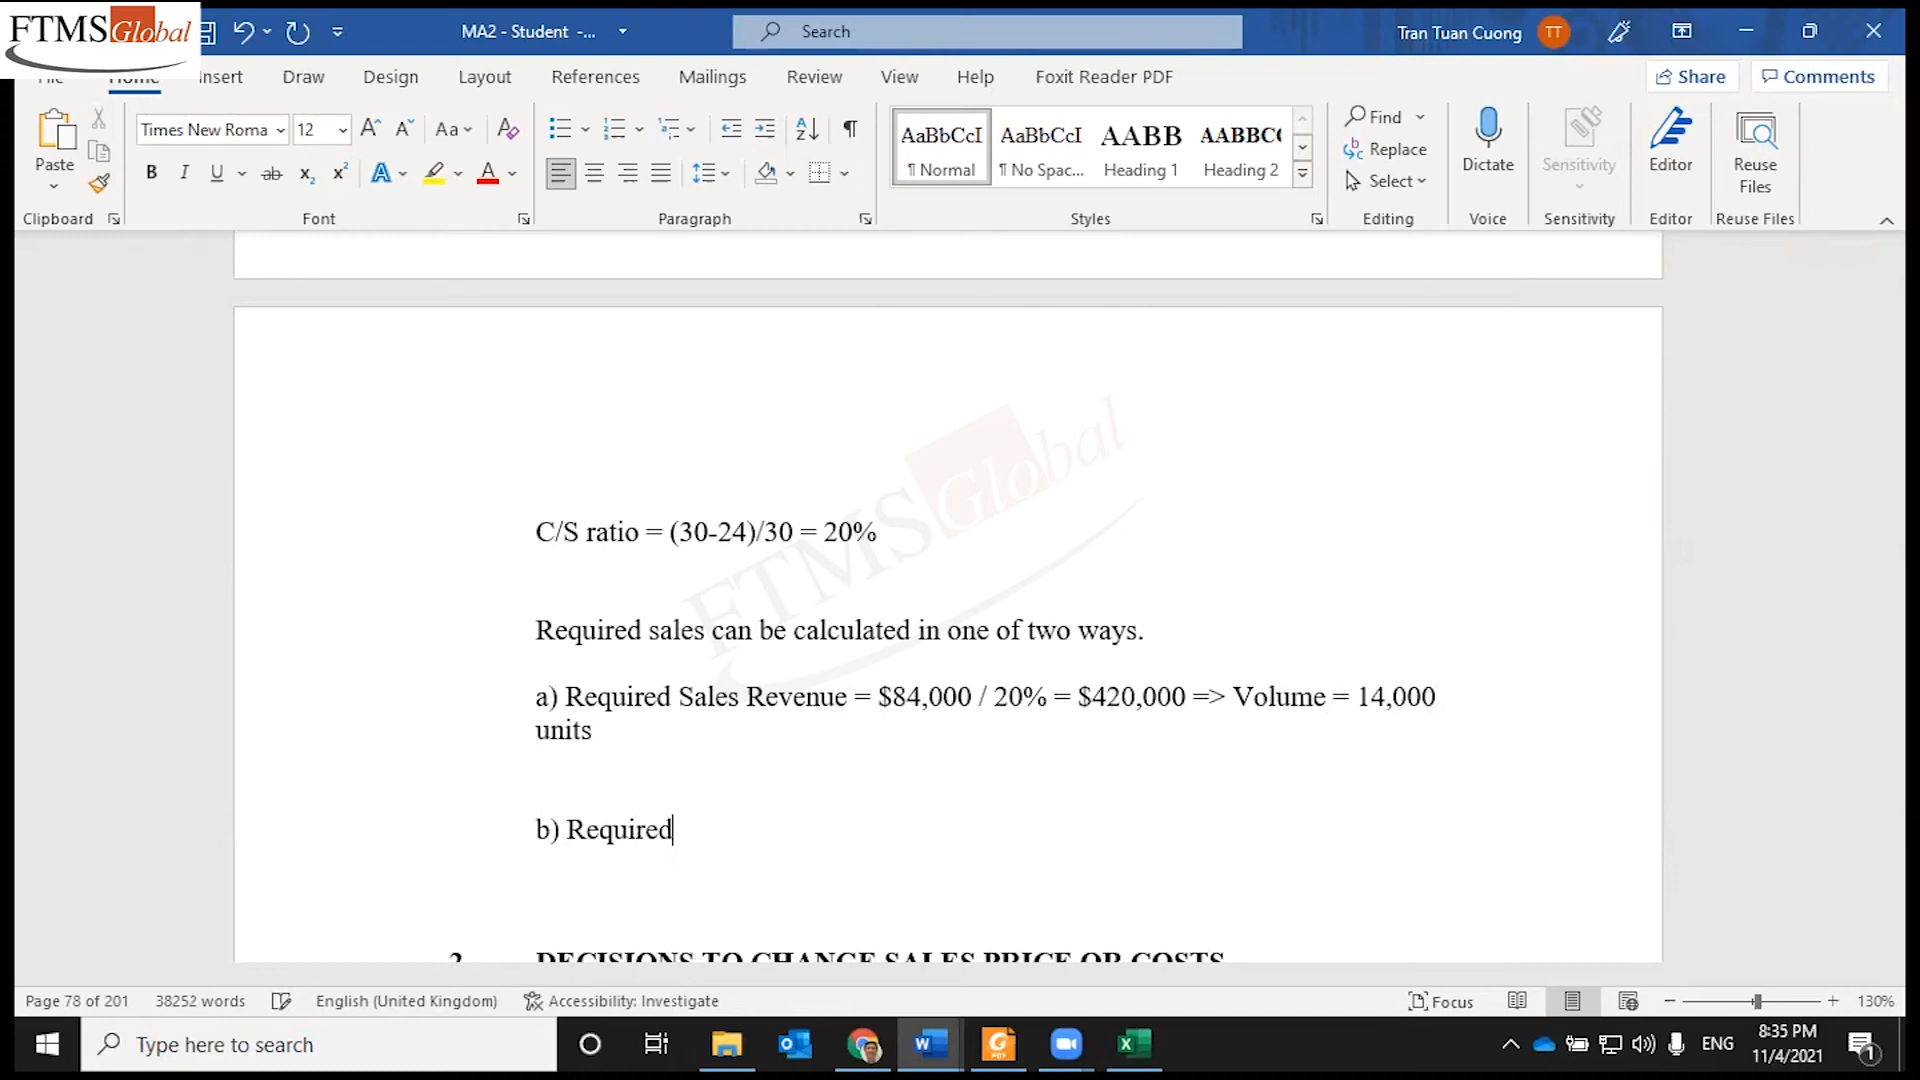 FTMS Global
MA2 - Student -...
Search
Tran Tuan Cuong
TT
Home
Insert
Draw
Design
Layout
References
Mailings
Review
View
Help
Foxit Reader PDF
Share
Comments
Paste
Clipboard
Times New Roma
12
Font
Paragraph
AaBbCcI
¶ Normal
AaBbCcI
¶ No Spac...
AABB
Heading 1
AABBC
Heading 2
Styles
Find
Replace
Select
Editing
Dictate
Voice
Sensitivity
Sensitivity
Editor
Editor
Reuse
Files
Reuse Files
FTMS Global
C/S ratio = (30-24)/30 = 20%
Required sales can be calculated in one of two ways.
a) Required Sales Revenue = $84,000 / 20% = $420,000 => Volume = 14,000
units
b) Required
2 DECISIONS TO CHANGE SALES PRICE OR COSTS
Page 78 of 201
38252 words
English (United Kingdom)
Accessibility: Investigate
Focus
130%
Type here to search
ENG
8:35 PM
11/4/2021
1